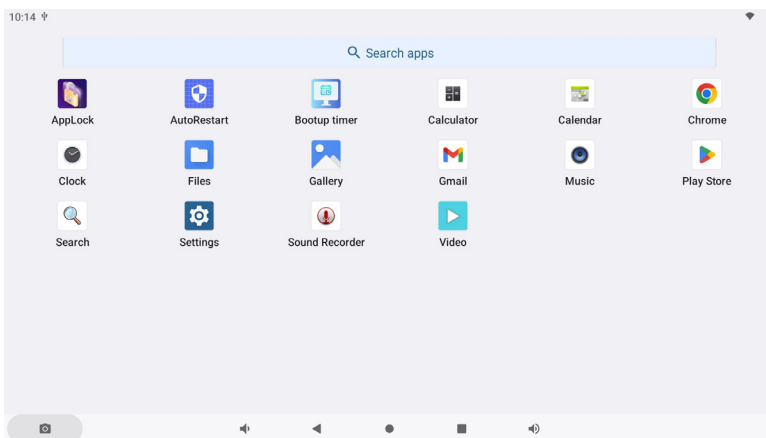 10:14
Search apps
AppLock AutoRestart Bootup timer Calculator Calendar Chrome
Clock Files Gallery Gmail Music Play Store
Search Settings Sound Recorder Video